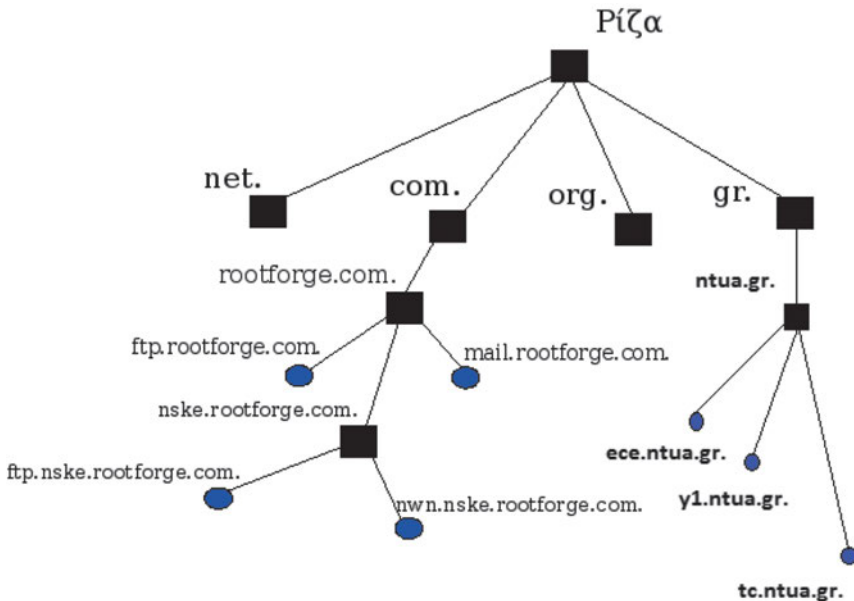 Ρίζα
net.
com.
org.
gr.
rootforge.com.
ntua.gr.
ftp.rootforge.com.
mail.rootforge.com.
nske.rootforge.com.
ece.ntua.gr.
ftp.nske.rootforge.com.
nwn.nske.rootforge.com.
y1.ntua.gr.
tc.ntua.gr.